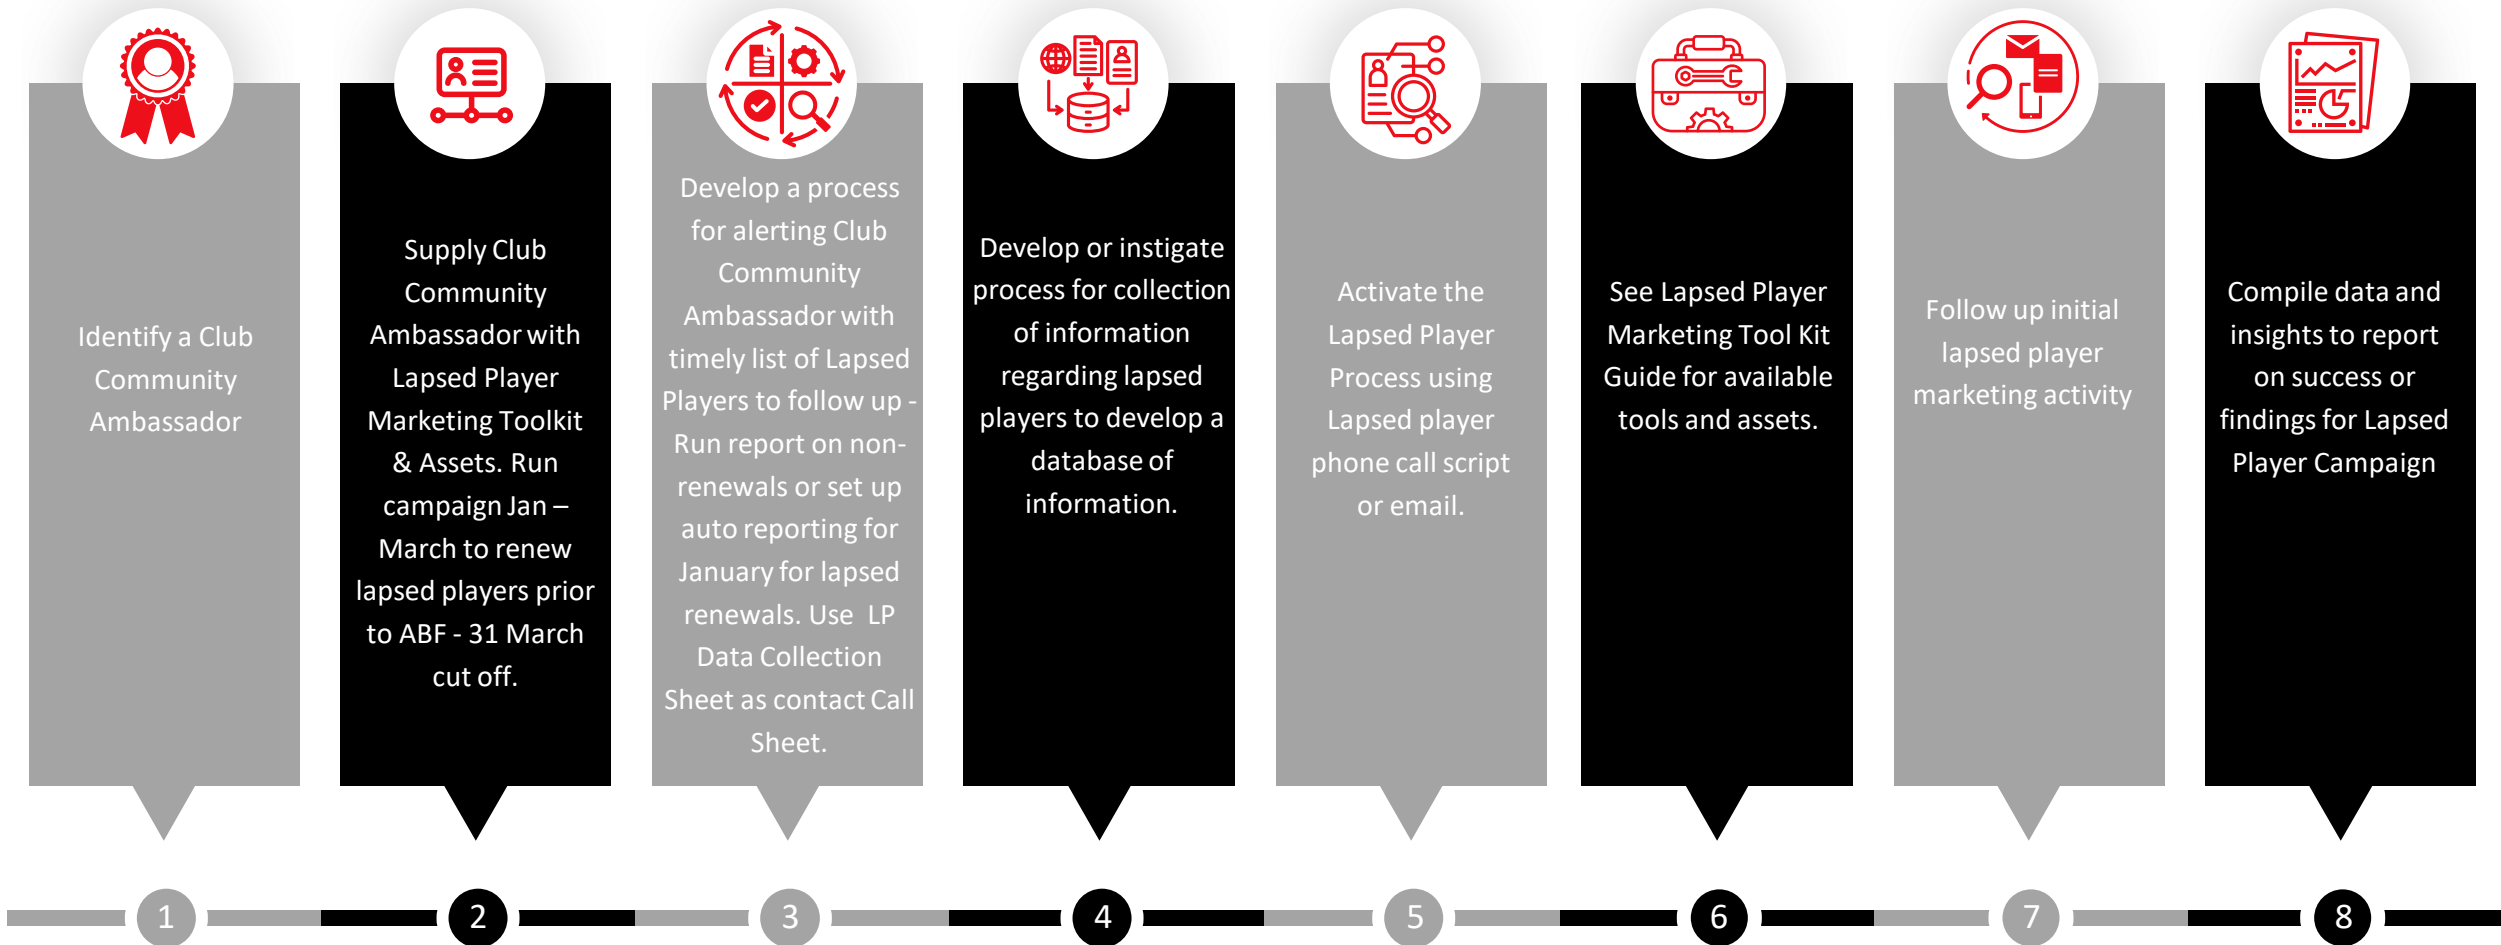 Identify a Club
Community
Ambassador
Supply Club
Community
Ambassador with
Lapsed Player
Marketing Toolkit
& Assets. Run
campaign Jan –
March to renew
lapsed players prior
to ABF - 31 March
cut off.
Develop a process
for alerting Club
Community
Ambassador with
timely list of Lapsed
Players to follow up -
Run report on non-
renewals or set up
auto reporting for
January for lapsed
renewals. Use LP
Data Collection
Sheet as contact Call
Sheet.
Develop or instigate
process for collection
of information
regarding lapsed
players to develop a
database of
information.
Activate the
Lapsed Player
Process using
Lapsed player
phone call script
or email.
See Lapsed Player
Marketing Tool Kit
Guide for available
tools and assets.
Follow up initial
lapsed player
marketing activity
Compile data and
insights to report
on success or
findings for Lapsed
Player Campaign
1
2
3
4
5
6
7
8